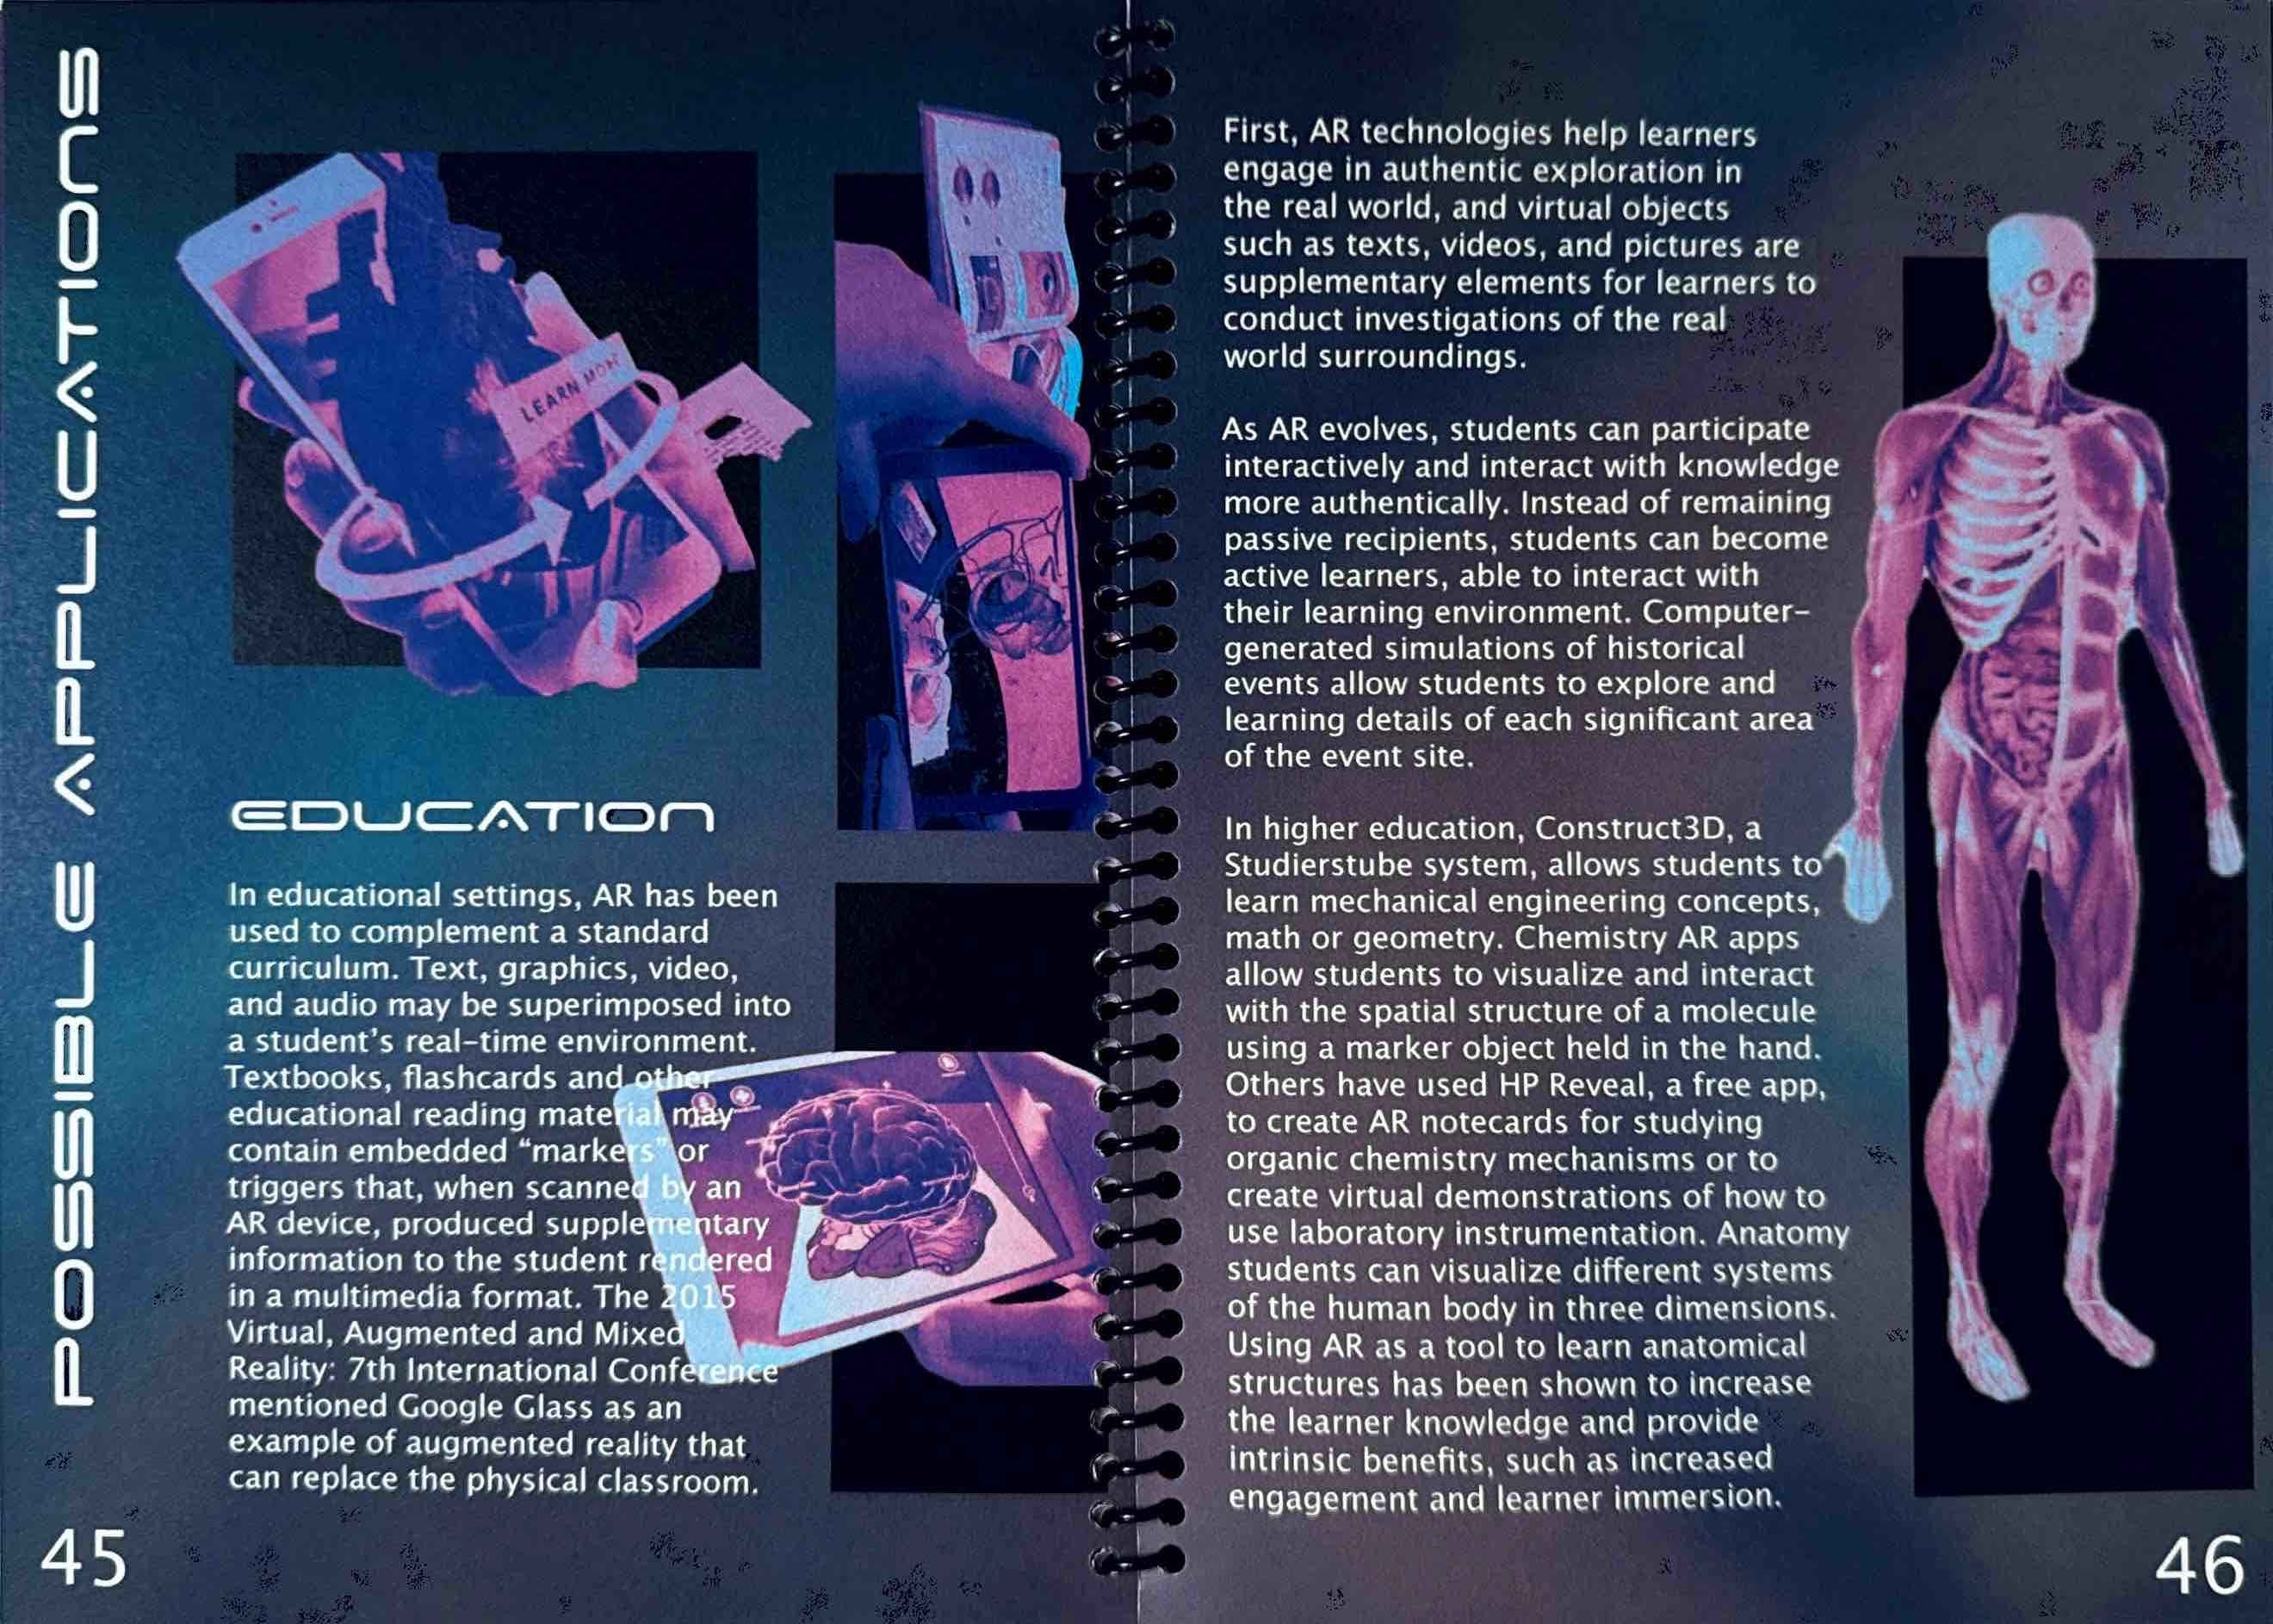 POSSIBLE APPLICATIONS
LEARN MORE
EDUCATION
In educational settings, AR has been
used to complement a standard
curriculum. Text, graphics, video,
and audio may be superimposed into
a student's real-time environment.
Textbooks, flashcards and other
educational reading material may
contain embedded "markers" or
triggers that, when scanned by an
AR device, produced supplementary
information to the student rendered
in a multimedia format. The 2015
Virtual, Augmented and Mixed
Reality: 7th International Conference
mentioned Google Glass as an
example of augmented reality that
can replace the physical classroom.
45
First, AR technologies help learners
engage in authentic exploration in
the real world, and virtual objects
such as texts, videos, and pictures are
supplementary elements for learners to
conduct investigations of the real
world surroundings.
As AR evolves, students can participate
interactively and interact with knowledge
more authentically. Instead of remaining
passive recipients, students can become
active learners, able to interact with
their learning environment. Computer-
generated simulations of historical
events allow students to explore and
learning details of each significant area
of the event site.
In higher education, Construct3D, a
Studierstube system, allows students to
learn mechanical engineering concepts,
math or geometry. Chemistry AR apps
allow students to visualize and interact
with the spatial structure of a molecule
using a marker object held in the hand.
Others have used HP Reveal, a free app,
to create AR notecards for studying
organic chemistry mechanisms or to
create virtual demonstrations of how to
use laboratory instrumentation. Anatomy
students can visualize different systems
of the human body in three dimensions.
Using AR as a tool to learn anatomical
structures has been shown to increase
the learner knowledge and provide
intrinsic benefits, such as increased
engagement and learner immersion.
46